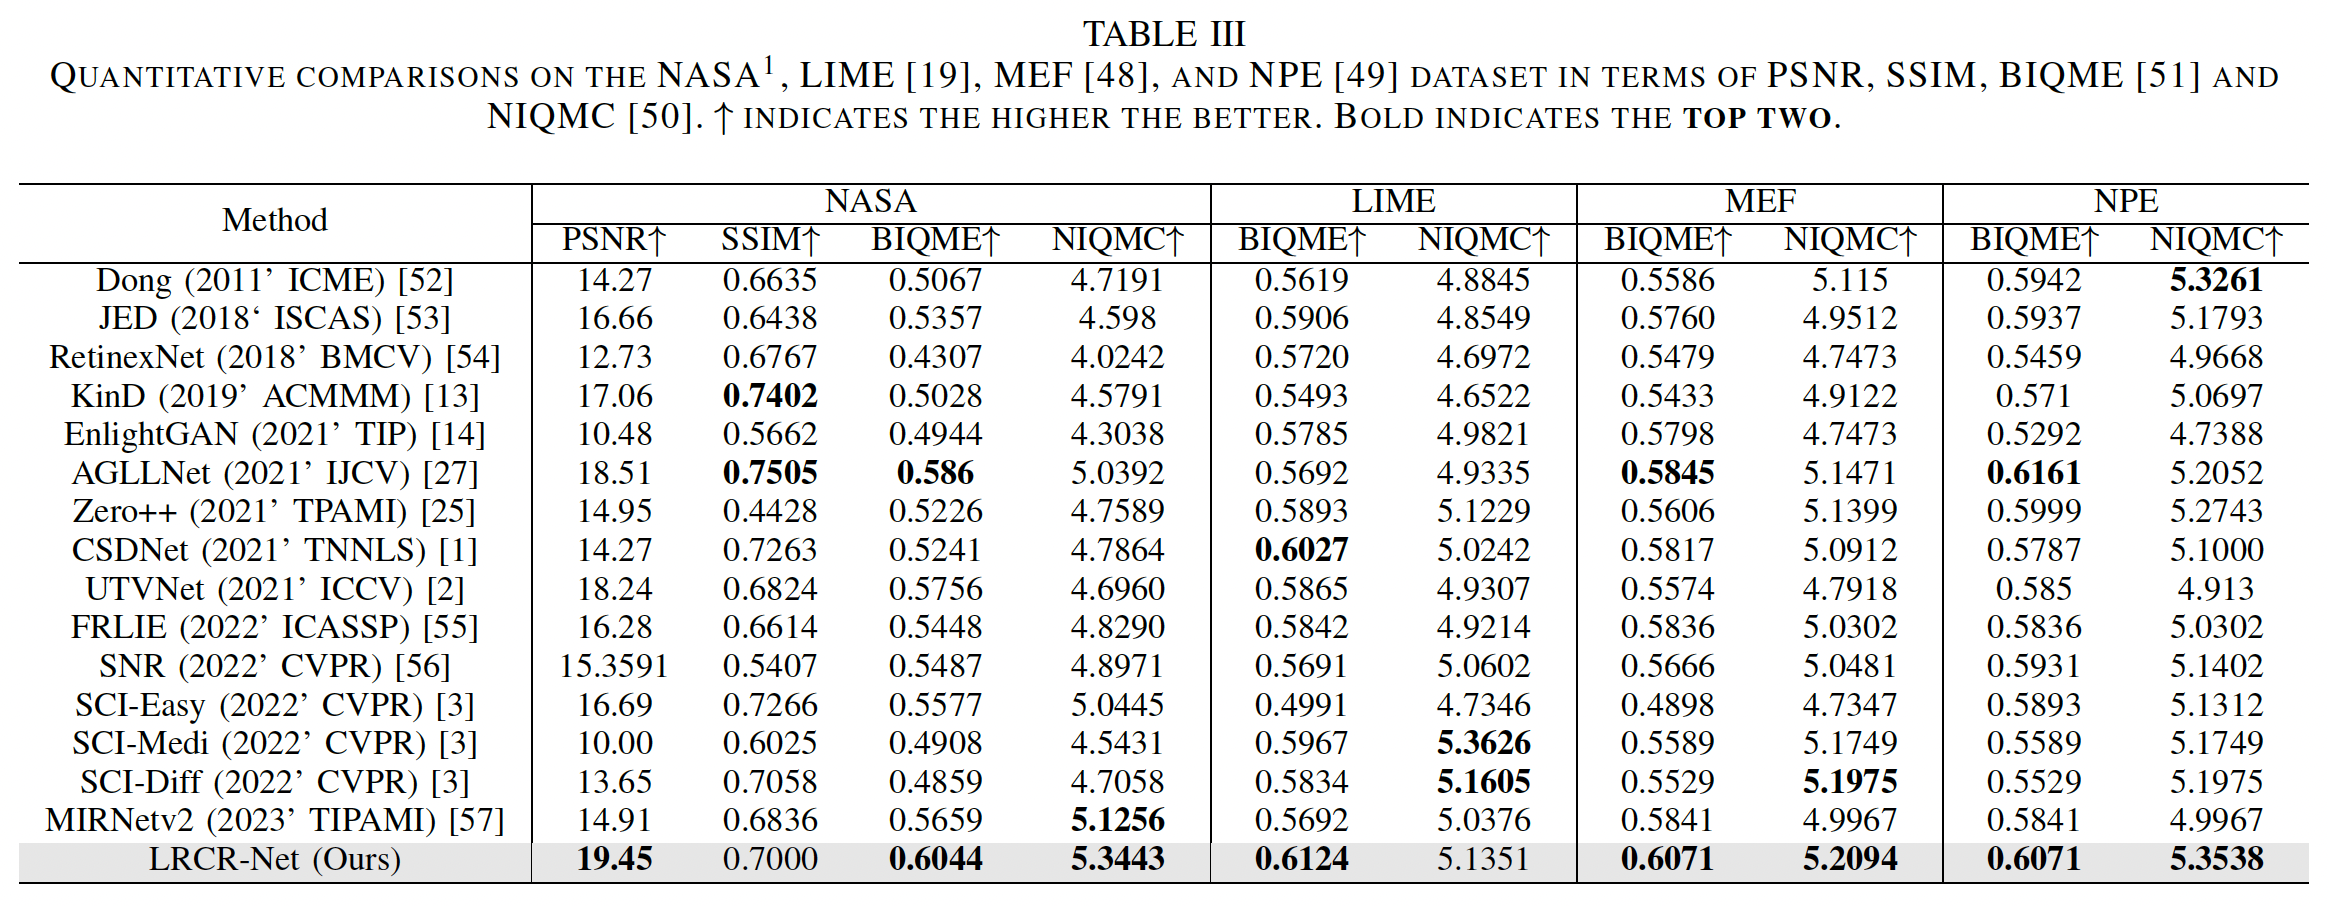 TABLE III
QUANTITATIVE COMPARISONS ON THE NASA¹, LIME [19], MEF [48], AND NPE [49] DATASET IN TERMS OF PSNR, SSIM, BIQME [51] AND
NIQMC [50]. ↑ INDICATES THE HIGHER THE BETTER. BOLD INDICATES THE TOP TWO.
Method NASA LIME MEF NPE
PSNR↑ SSIM↑ BIQME↑ NIQMC↑ BIQME↑ NIQMC↑ BIQME↑ NIQMC↑ BIQME↑ NIQMC↑
Dong (2011’ ICME) [52] 14.27 0.6635 0.5067 4.7191 0.5619 4.8845 0.5586 5.115 0.5942 5.3261
JED (2018‘ ISCAS) [53] 16.66 0.6438 0.5357 4.598 0.5906 4.8549 0.5760 4.9512 0.5937 5.1793
RetinexNet (2018’ BMCV) [54] 12.73 0.6767 0.4307 4.0242 0.5720 4.6972 0.5479 4.7473 0.5459 4.9668
KinD (2019’ ACMMM) [13] 17.06 0.7402 0.5028 4.5791 0.5493 4.6522 0.5433 4.9122 0.571 5.0697
EnlightGAN (2021’ TIP) [14] 10.48 0.5662 0.4944 4.3038 0.5785 4.9821 0.5798 4.7473 0.5292 4.7388
AGLLNet (2021’ IJCV) [27] 18.51 0.7505 0.586 5.0392 0.5692 4.9335 0.5845 5.1471 0.6161 5.2052
Zero++ (2021’ TPAMI) [25] 14.95 0.4428 0.5226 4.7589 0.5893 5.1229 0.5606 5.1399 0.5999 5.2743
CSDNet (2021’ TNNLS) [1] 14.27 0.7263 0.5241 4.7864 0.6027 5.0242 0.5817 5.0912 0.5787 5.1000
UTVNet (2021’ ICCV) [2] 18.24 0.6824 0.5756 4.6960 0.5865 4.9307 0.5574 4.7918 0.585 4.913
FRLIE (2022’ ICASSP) [55] 16.28 0.6614 0.5448 4.8290 0.5842 4.9214 0.5836 5.0302 0.5836 5.0302
SNR (2022’ CVPR) [56] 15.3591 0.5407 0.5487 4.8971 0.5691 5.0602 0.5666 5.0481 0.5931 5.1402
SCI-Easy (2022’ CVPR) [3] 16.69 0.7266 0.5577 5.0445 0.4991 4.7346 0.4898 4.7347 0.5893 5.1312
SCI-Medi (2022’ CVPR) [3] 10.00 0.6025 0.4908 4.5431 0.5967 5.3626 0.5589 5.1749 0.5589 5.1749
SCI-Diff (2022’ CVPR) [3] 13.65 0.7058 0.4859 4.7058 0.5834 5.1605 0.5529 5.1975 0.5529 5.1975
MIRNetv2 (2023’ TIPAMI) [57] 14.91 0.6836 0.5659 5.1256 0.5692 5.0376 0.5841 4.9967 0.5841 4.9967
LRCR-Net (Ours) 19.45 0.7000 0.6044 5.3443 0.6124 5.1351 0.6071 5.2094 0.6071 5.3538